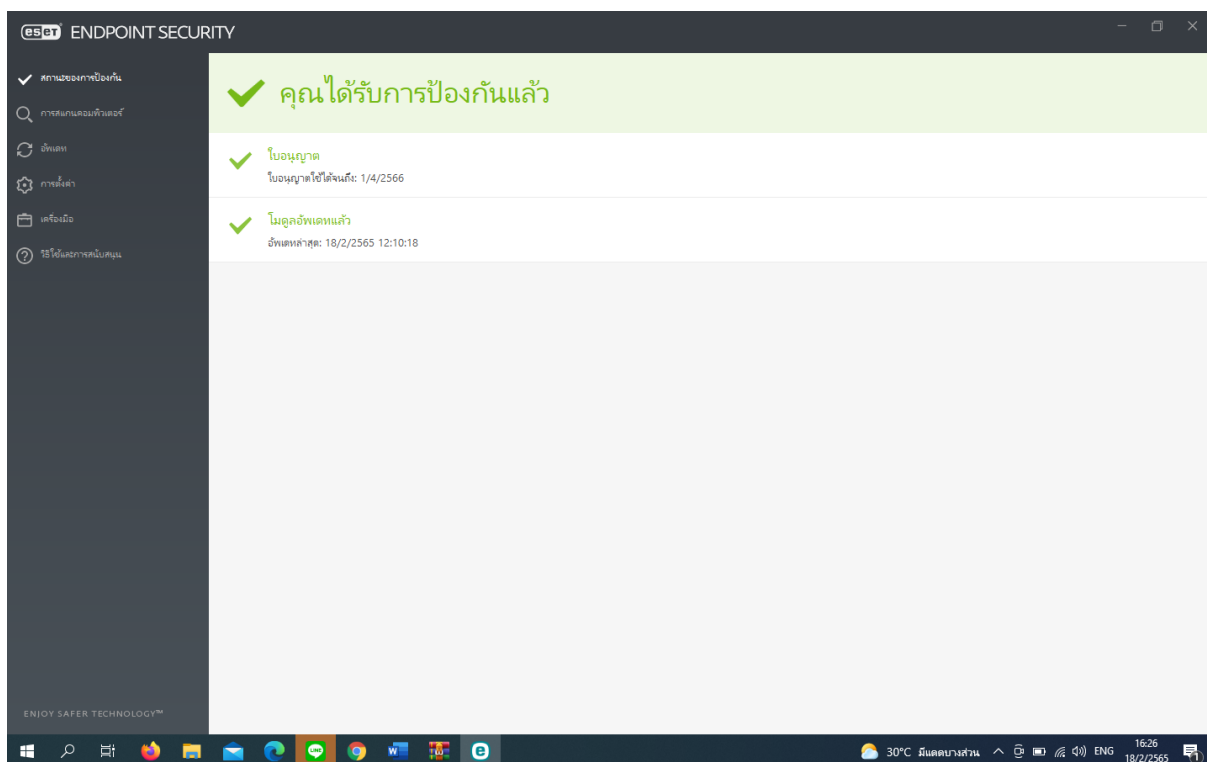 eset ENDPOINT SECURITY
สถานะของการป้องกัน
การสแกนคอมพิวเตอร์
อัพเดท
การตั้งค่า
เครื่องมือ
วิธีใช้และการสนับสนุน
คุณได้รับการป้องกันแล้ว
ใบอนุญาต
ใบอนุญาตใช้ได้จนถึง: 1/4/2566
โมดูลอัพเดทแล้ว
อัพเดทล่าสุด: 18/2/2565 12:10:18
ENJOY SAFER TECHNOLOGY™
LINE
W
e
30°C มีแดดบางส่วน
ENG
16:26
18/2/2565
1